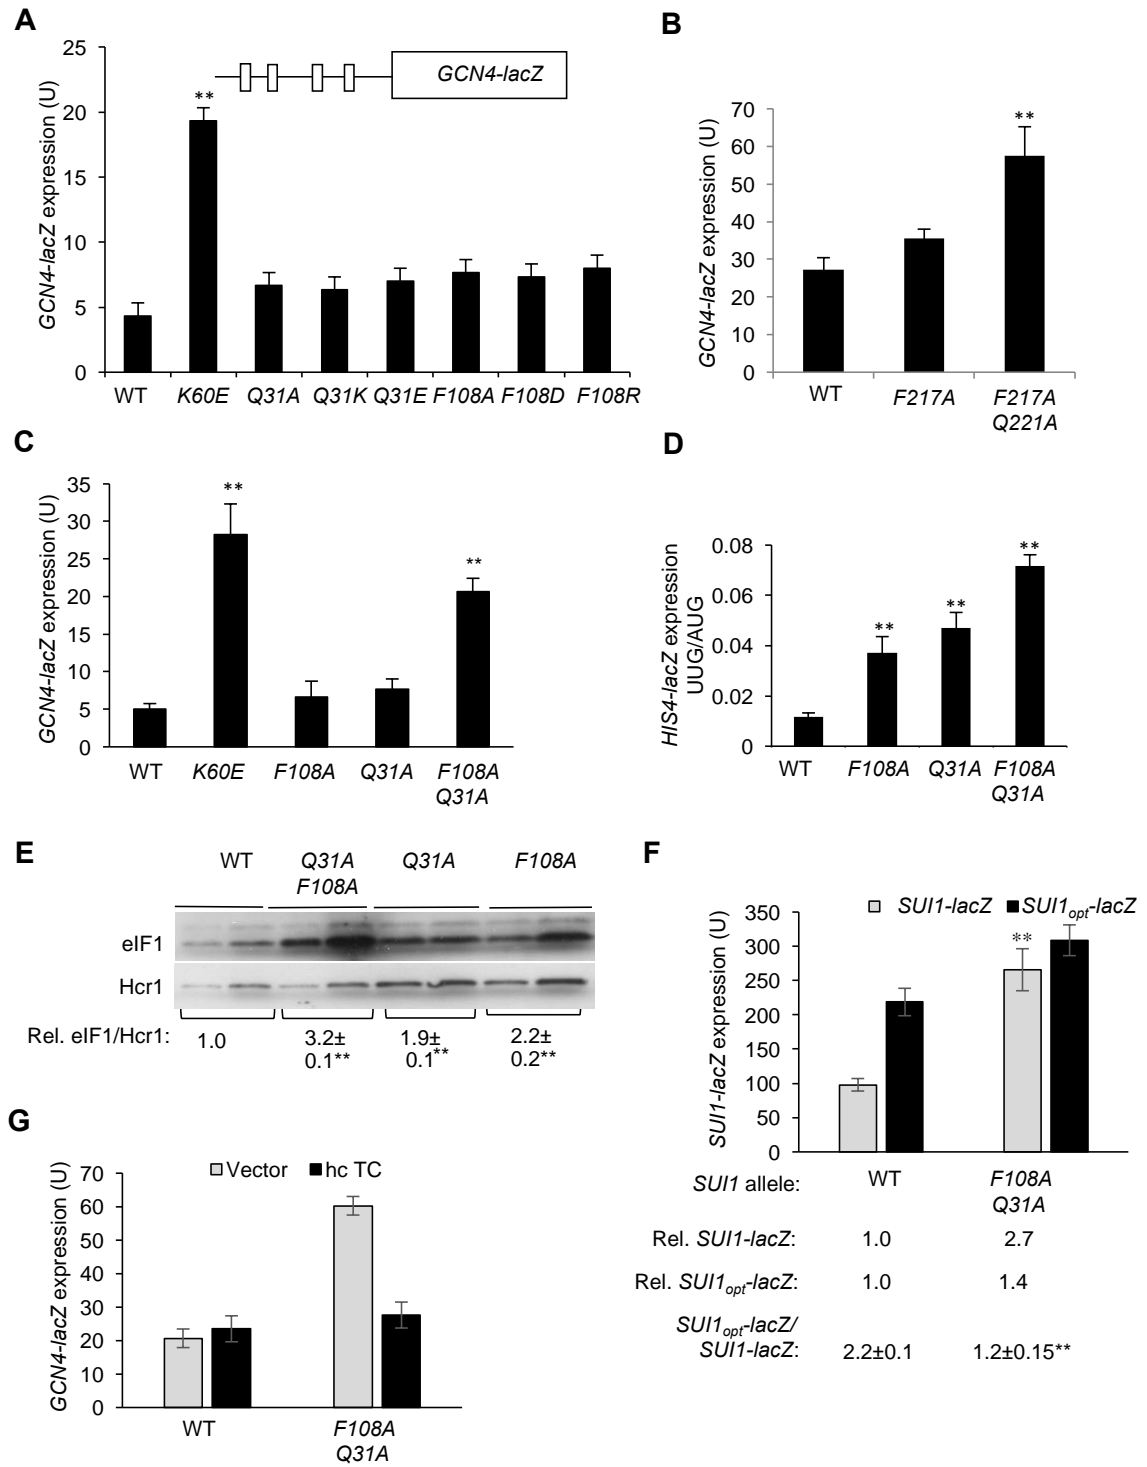 A
GCN4-lacZ expression (U)
25
20
15
10
5
0
**
GCN4-lacZ
WT K60E Q31A Q31K Q31E F108A F108D F108R
B
GCN4-lacZ expression (U)
70
60
50
40
30
20
10
0
**
WT F217A F217A
Q221A
C
GCN4-lacZ expression (U)
35
30
25
20
15
10
5
0
**
**
WT K60E F108A Q31A F108A
Q31A
D
HIS4-lacZ expression
UUG/AUG
0.08
0.06
0.04
0.02
0
**
**
**
WT F108A Q31A F108A
Q31A
E
WT Q31A Q31A F108A
F108A
eIF1
Hcr1
Rel. eIF1/Hcr1: 1.0 3.2± 1.9± 2.2±
0.1** 0.1** 0.2**
F
SUI1-lacZ SUI1opt-lacZ
SUI1-lacZ expression (U)
350
300
250
200
150
100
50
0
**
SUI1 allele: WT F108A
Q31A
Rel. SUI1-lacZ: 1.0 2.7
Rel. SUI1opt-lacZ: 1.0 1.4
SUI1opt-lacZ/
SUI1-lacZ: 2.2±0.1 1.2±0.15**
G
Vector hc TC
GCN4-lacZ expression (U)
70
60
50
40
30
20
10
0
WT F108A
Q31A